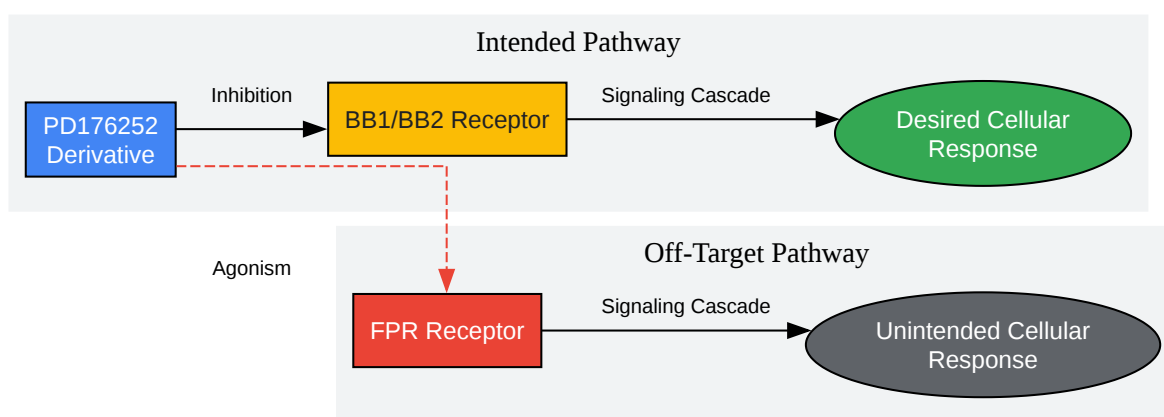 Intended Pathway
PD176252
Derivative
Inhibition
BB1/BB2 Receptor
Signaling Cascade
Desired Cellular
Response
Agonism
Off-Target Pathway
FPR Receptor
Signaling Cascade
Unintended Cellular
Response